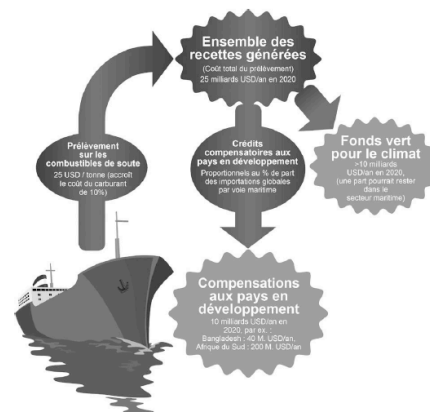 Ensemble des
recettes générées
(Coût total du prélèvement)
25 milliards USD/an en 2020
Prélèvement
sur les
combustibles de soute
25 USD / tonne (accroît
le coût du carburant
de 10%)
Crédits
compensatoires aux
pays en développement
Proportionnels au % de part
des importations globales
par voie maritime
Fonds vert
pour le climat
>10 milliards
USD/an en 2020,
(une part pourrait rester
dans le
secteur maritime)
Compensations
aux pays en
développement
10 milliards USD/an en
2020, par ex. :
Bangladesh : 40 M. USD/an,
Afrique du Sud : 200 M. USD/an